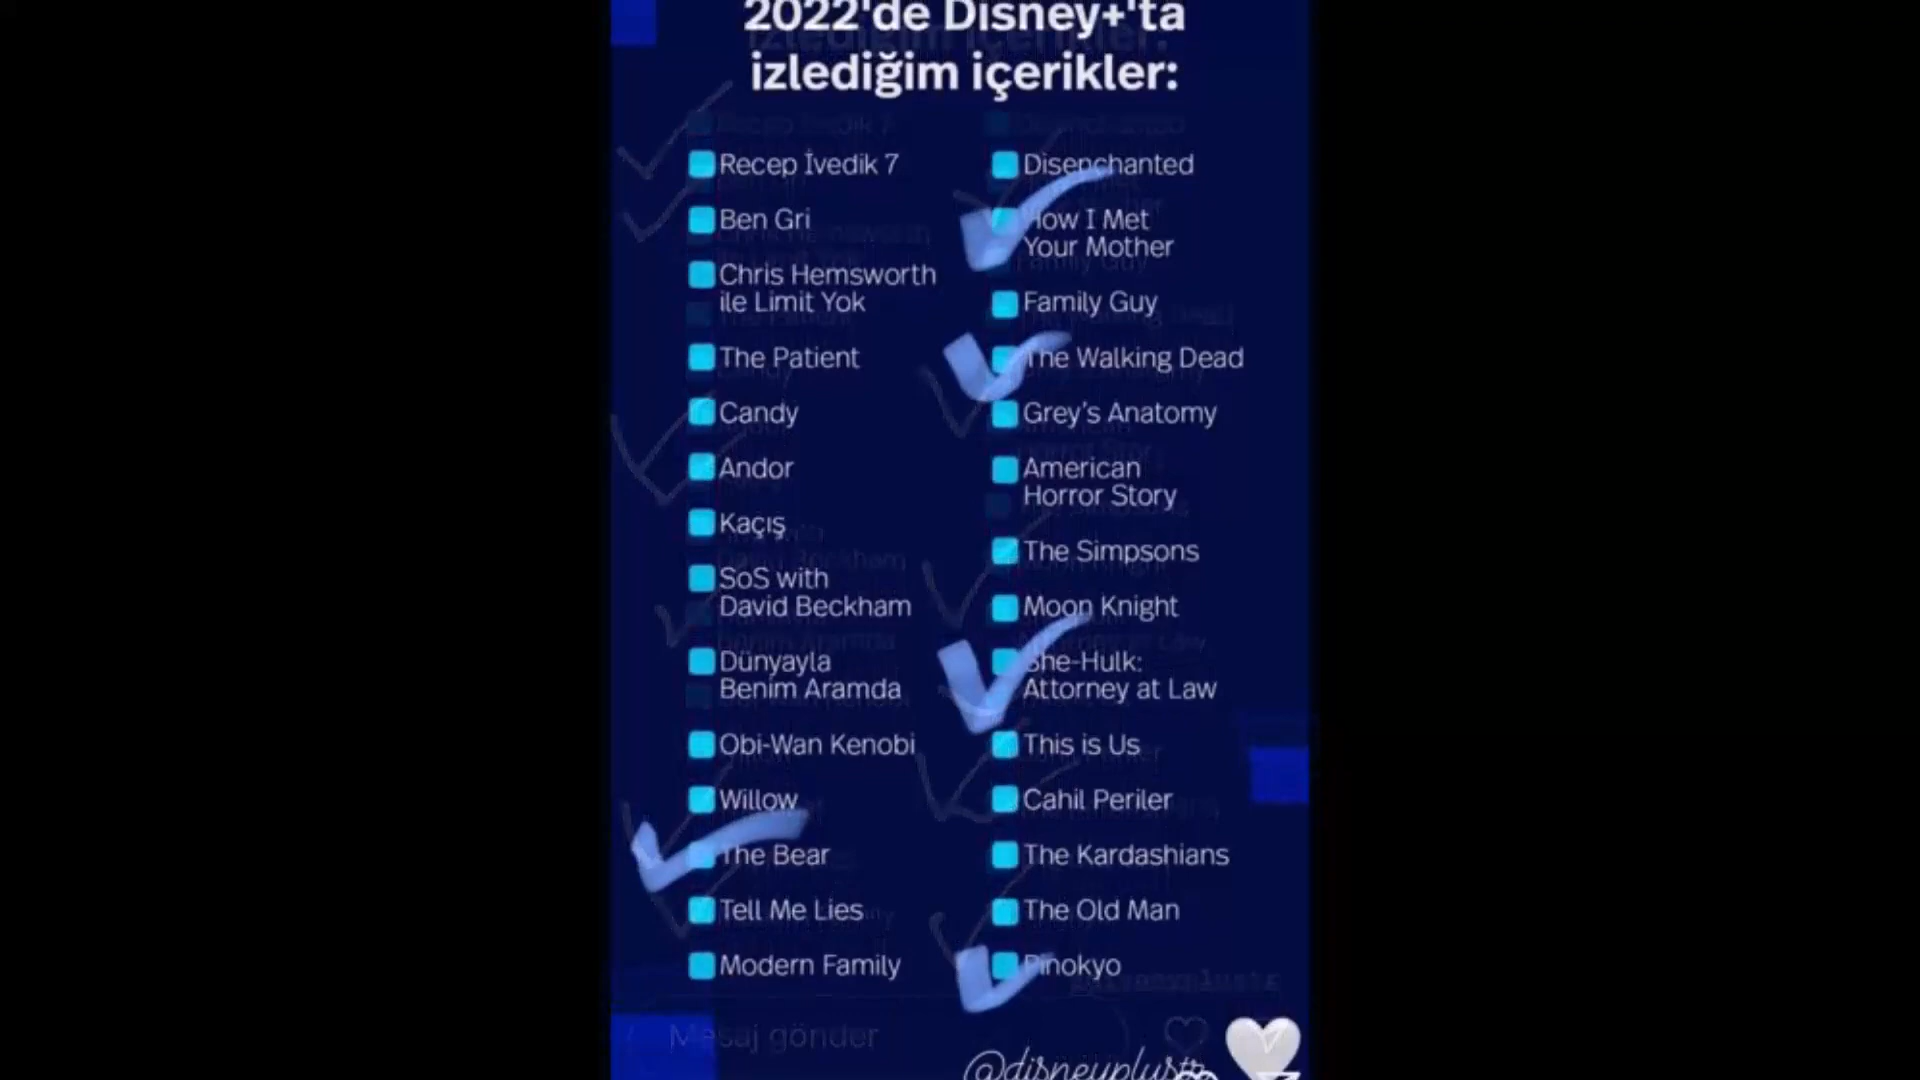 2022'de Disney+'ta
izlediğim içerikler:
Recep İvedik 7
Ben Gri
Chris Hemsworth
ile Limit Yok
The Patient
Candy
Andor
Kaçış
SoS with
David Beckham
Dünyayla
Benim Aramda
Obi-Wan Kenobi
Willow
The Bear
Tell Me Lies
Modern Family
Disenchanted
How I Met
Your Mother
Family Guy
The Walking Dead
Grey's Anatomy
American
Horror Story
The Simpsons
Moon Knight
She-Hulk:
Attorney at Law
This is Us
Cahil Periler
The Kardashians
The Old Man
Pinokyo
Mesaj gönder
@disneyplustr